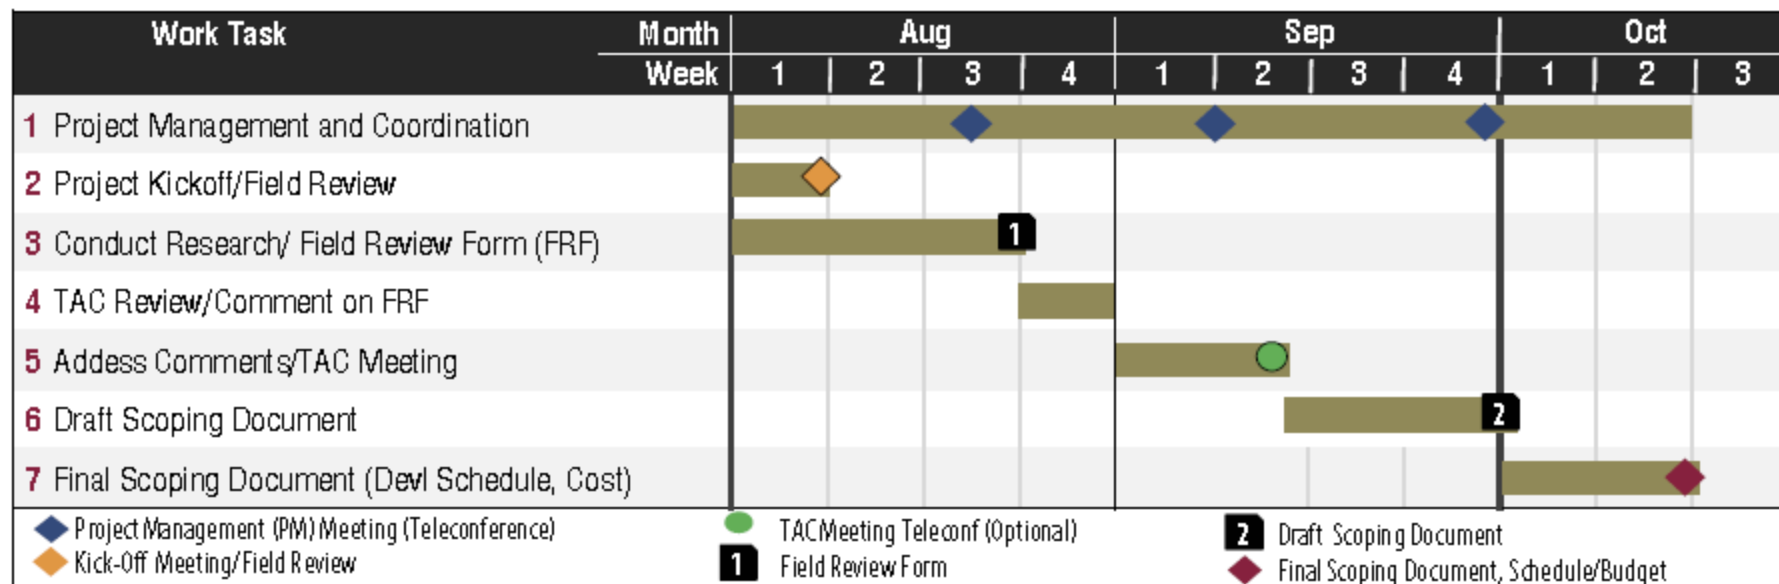 Work Task Month Aug Sep Oct
Week 1 2 3 4 1 2 3 4 1 2 3
1 Project Management and Coordination
2 Project Kickoff/Field Review
3 Conduct Research/ Field Review Form (FRF) 1
4 TAC Review/Comment on FRF
5 Addess Comments/TAC Meeting
6 Draft Scoping Document 2
7 Final Scoping Document (Devl Schedule, Cost)
Project Management (PM) Meeting (Teleconference) TAC Meeting Teleconf (Optional) 2 Draft Scoping Document
Kick-Off Meeting/Field Review 1 Field Review Form Final Scoping Document, Schedule/Budget